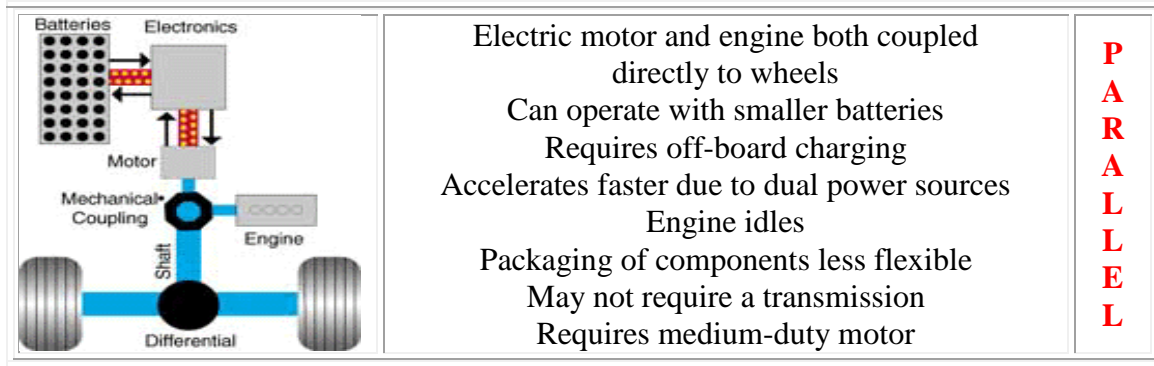 Batteries
Electronics
Motor
Mechanical
Coupling
Engine
Shaft
Differential
Electric motor and engine both coupled
directly to wheels
Can operate with smaller batteries
Requires off-board charging
Accelerates faster due to dual power sources
Engine idles
Packaging of components less flexible
May not require a transmission
Requires medium-duty motor
P
A
R
A
L
L
E
L